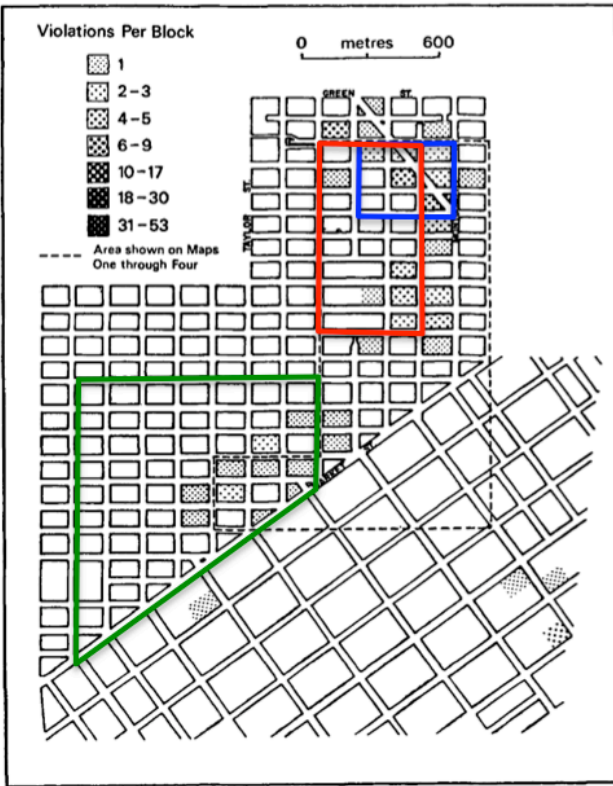 Violations Per Block
1
2–3
4–5
6–9
10–17
18–30
31–53
Area shown on Maps
One through Four
0 metres 600
GREEN ST.
TAYLOR ST.
ST.